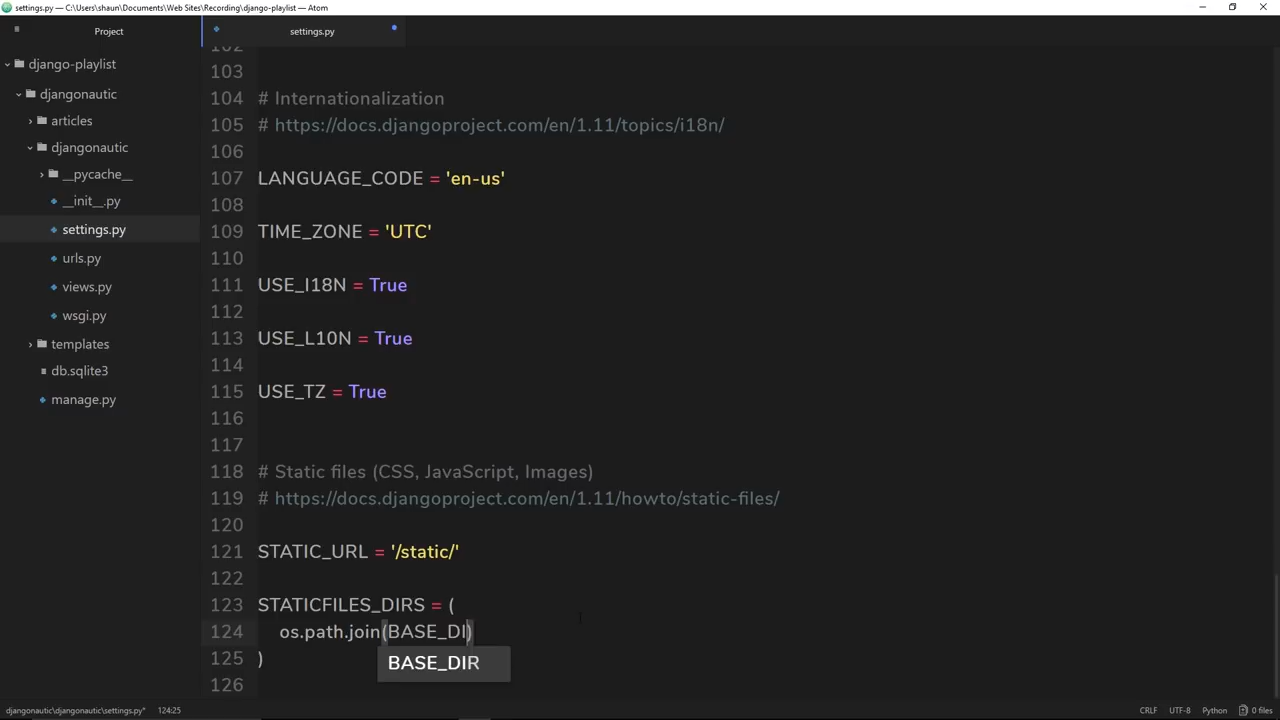 settings.py — C:\Users\shaun\Documents\Web Sites\Recording\django-playlist — Atom
Project
settings.py
django-playlist
djangonautic
articles
djangonautic
__pycache__
__init__.py
settings.py
urls.py
views.py
wsgi.py
templates
db.sqlite3
manage.py
102
103
104 # Internationalization
105 # https://docs.djangoproject.com/en/1.11/topics/i18n/
106
107 LANGUAGE_CODE = 'en-us'
108
109 TIME_ZONE = 'UTC'
110
111 USE_I18N = True
112
113 USE_L10N = True
114
115 USE_TZ = True
116
117
118 # Static files (CSS, JavaScript, Images)
119 # https://docs.djangoproject.com/en/1.11/howto/static-files/
120
121 STATIC_URL = '/static/'
122
123 STATICFILES_DIRS = (
124 os.path.join(BASE_DI)
125 )
BASE_DIR
126
djangonautic\djangonautic\settings.py* 124:25 CRLF UTF-8 Python 0 files